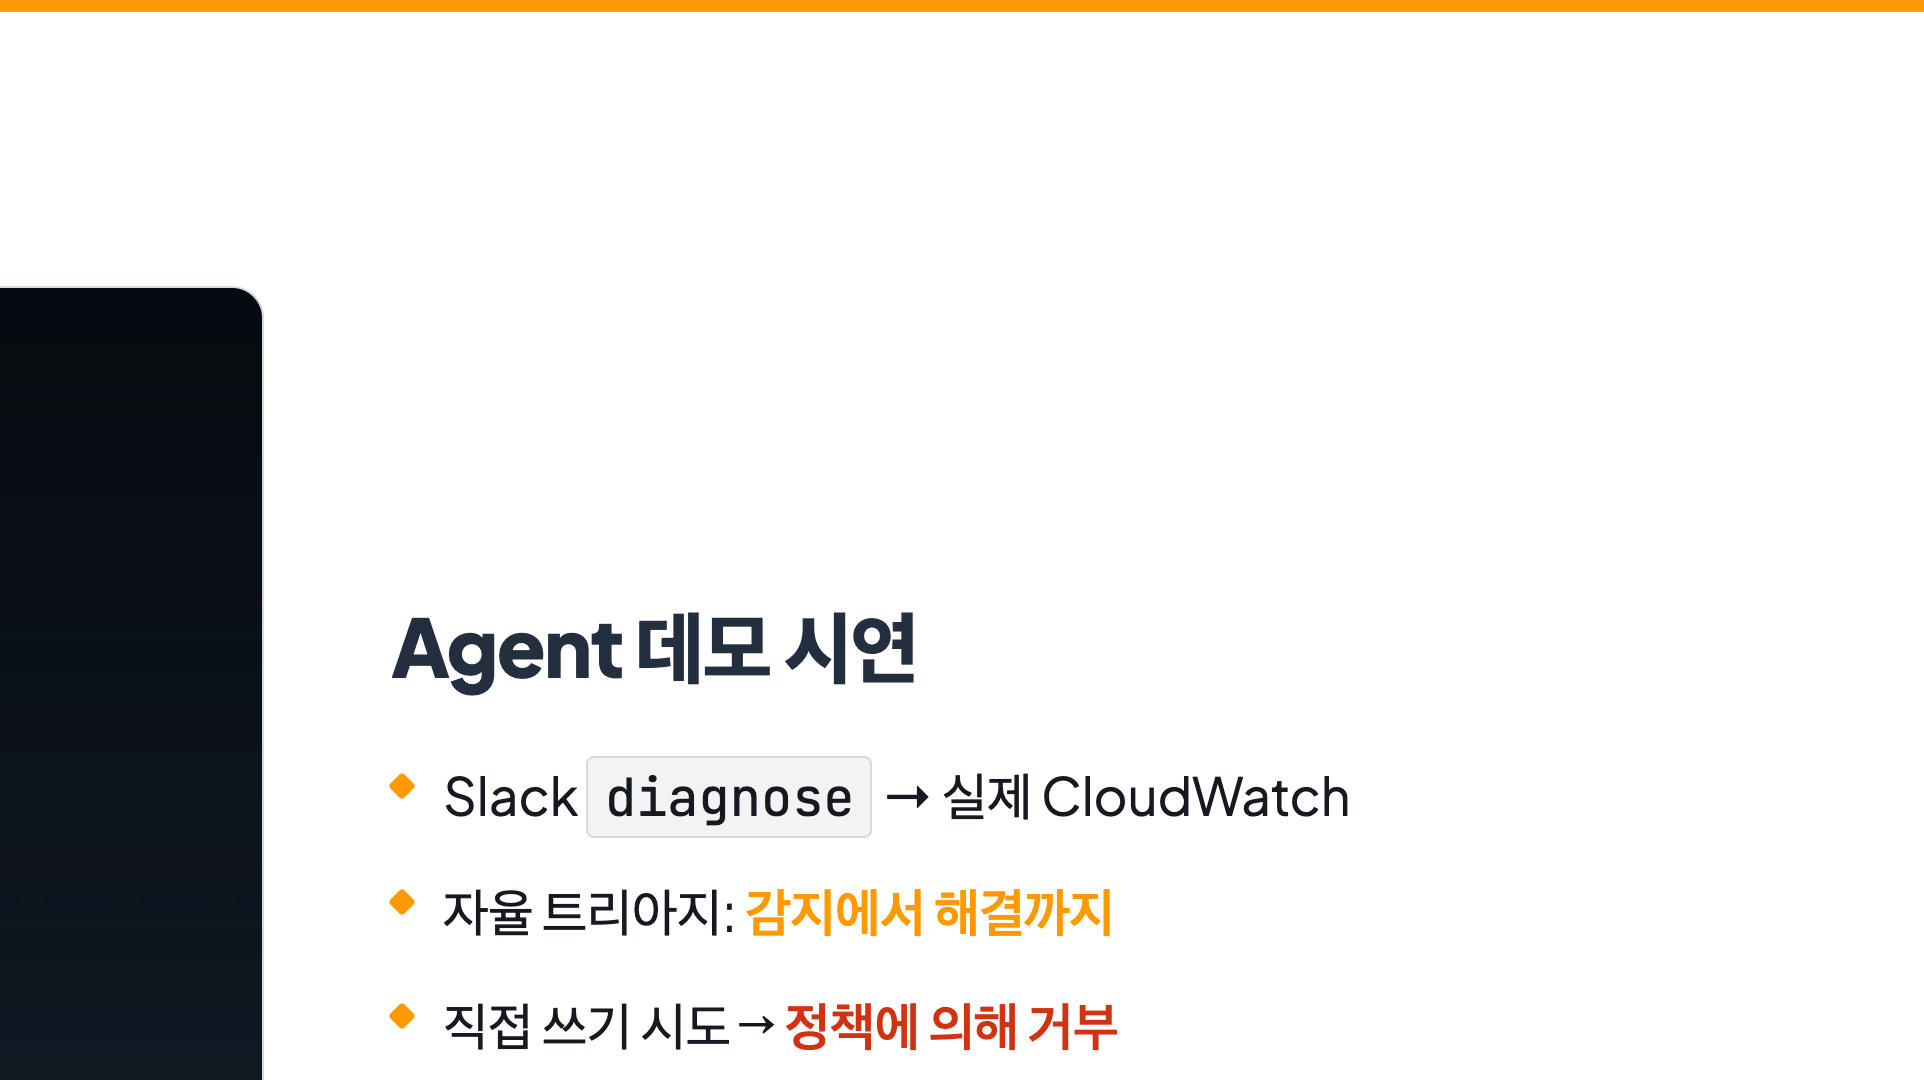 Agent 데모 시연
Slack diagnose → 실제 CloudWatch
자율 트리아지: 감지에서 해결까지
직접 쓰기 시도 → 정책에 의해 거부